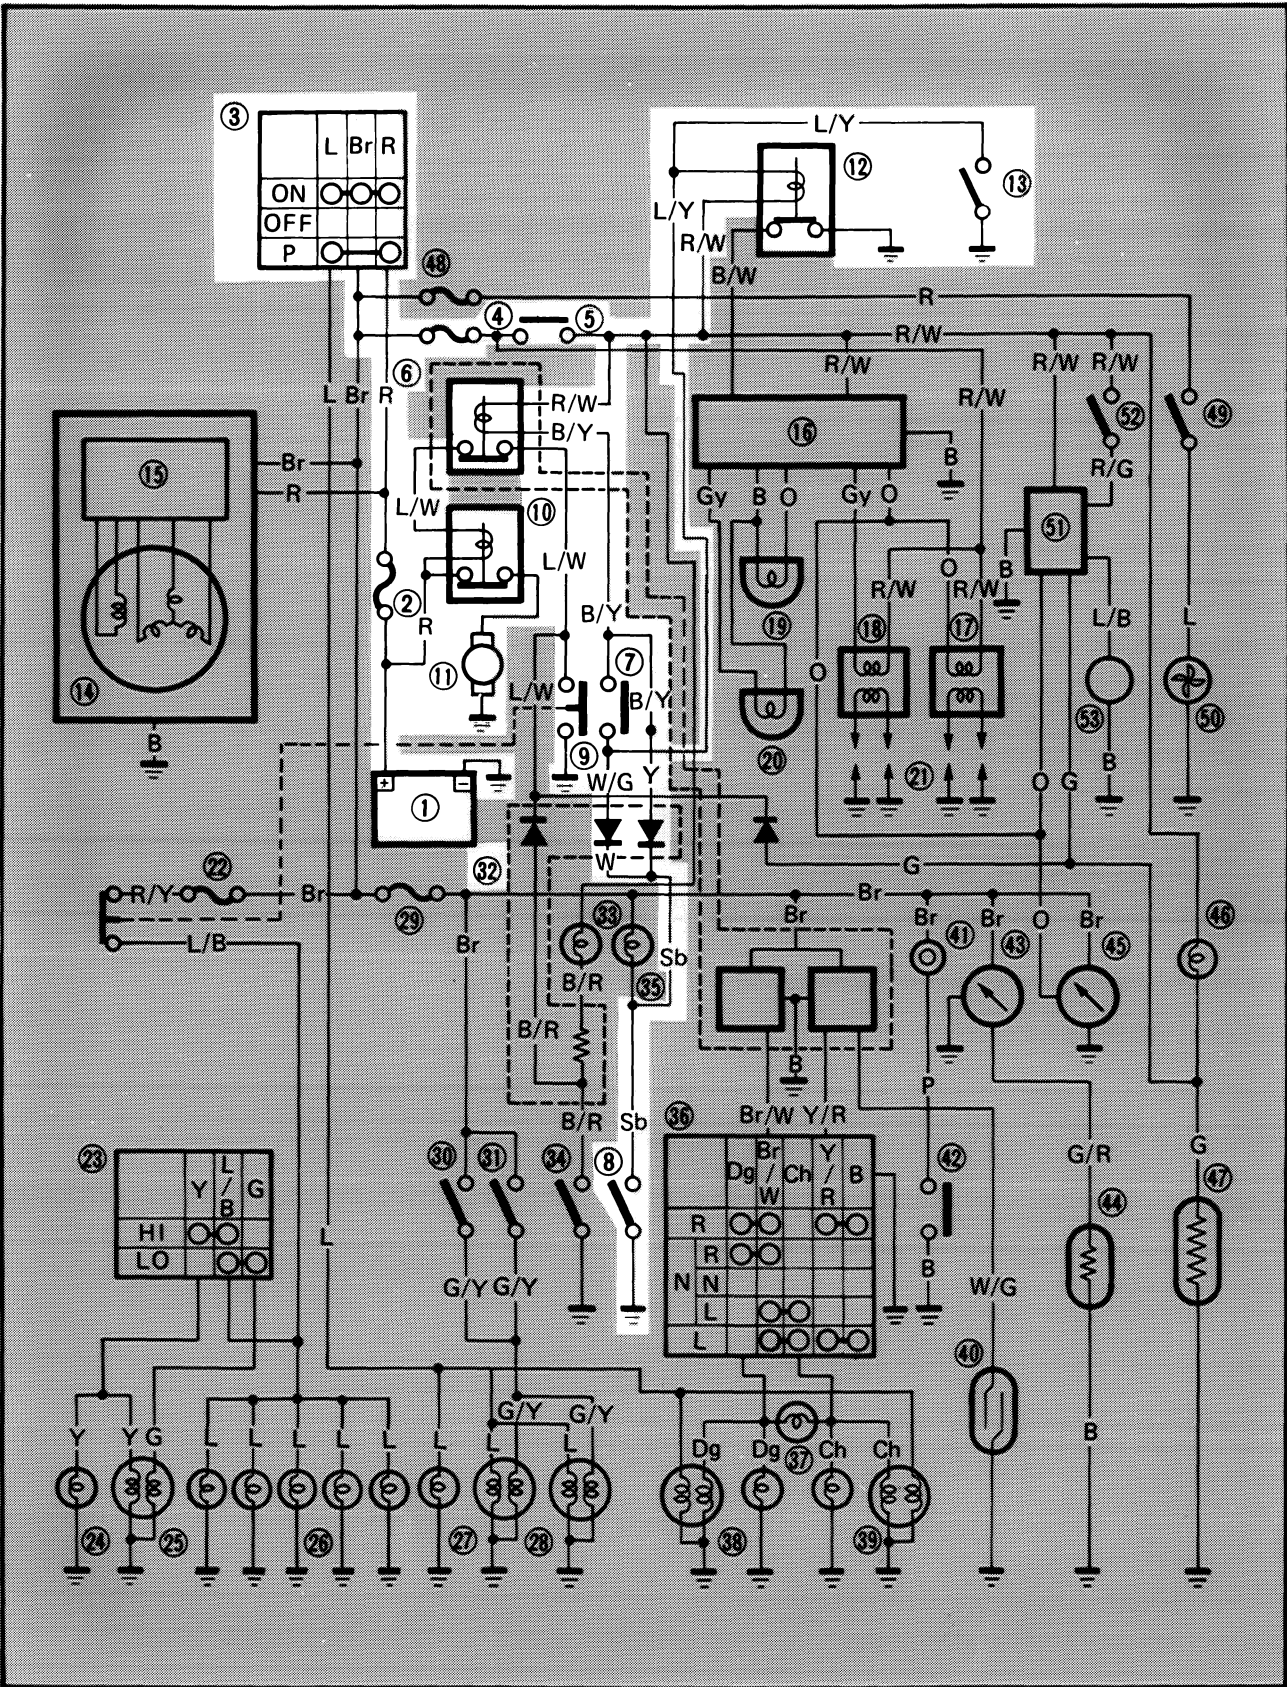 ③
L Br R
ON
OFF
P
L/Y
⑫
⑬
L/Y
R/W
B/W
㊽
R
④
⑤
R/W
R/W
R/W
R/W
⑥
L Br R
R/W
R/W
B/Y
52
49
⑮
Br
R
⑯
B
R/G
L/W
⑩
Gy B O
Gy O
51
L/W
②
R
B/Y
R/W
O
R/W
B
L/B
L
⑲
⑱
⑰
⑪
⑦
⑭
L/W
B/Y
O
53
50
B
⑨
⑳
㉑
B
+
-
①
W/G
Y
O
G
㉒
㉜
W
G
R/Y
Br
㉙
Br
Br
㉝
Br
Br
O
Br
㊶
㊸
㊺
㊻
L/B
Sb
B/R
㉟
B/R
B
P
B/R
Sb
Br/W Y/R
㊱
㉓
㉚
㉛
㉞
⑧
Dg Br/W Ch Y/R B
㊷
G/R
G
㊹
㊼
Y L/B G
HI
LO
L
R
N
R
N
L
L
B
G/Y G/Y
W/G
㊵
G/Y
G/Y
Y
Y G
L
L
L
L
L
L
L
L
Dg
Dg
㊲
Ch
Ch
B
㉔
㉕
㉖
㉗
㉘
㊳
㊴